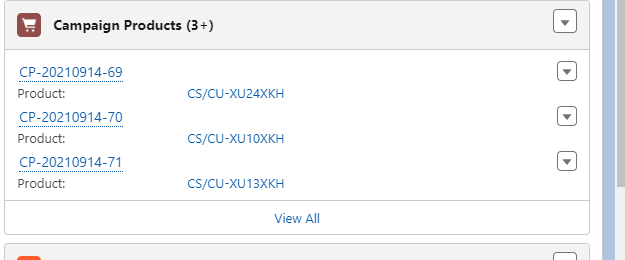 Campaign Products (3+)
CP-20210914-69
Product: CS/CU-XU24XKH
CP-20210914-70
Product: CS/CU-XU10XKH
CP-20210914-71
Product: CS/CU-XU13XKH
View All